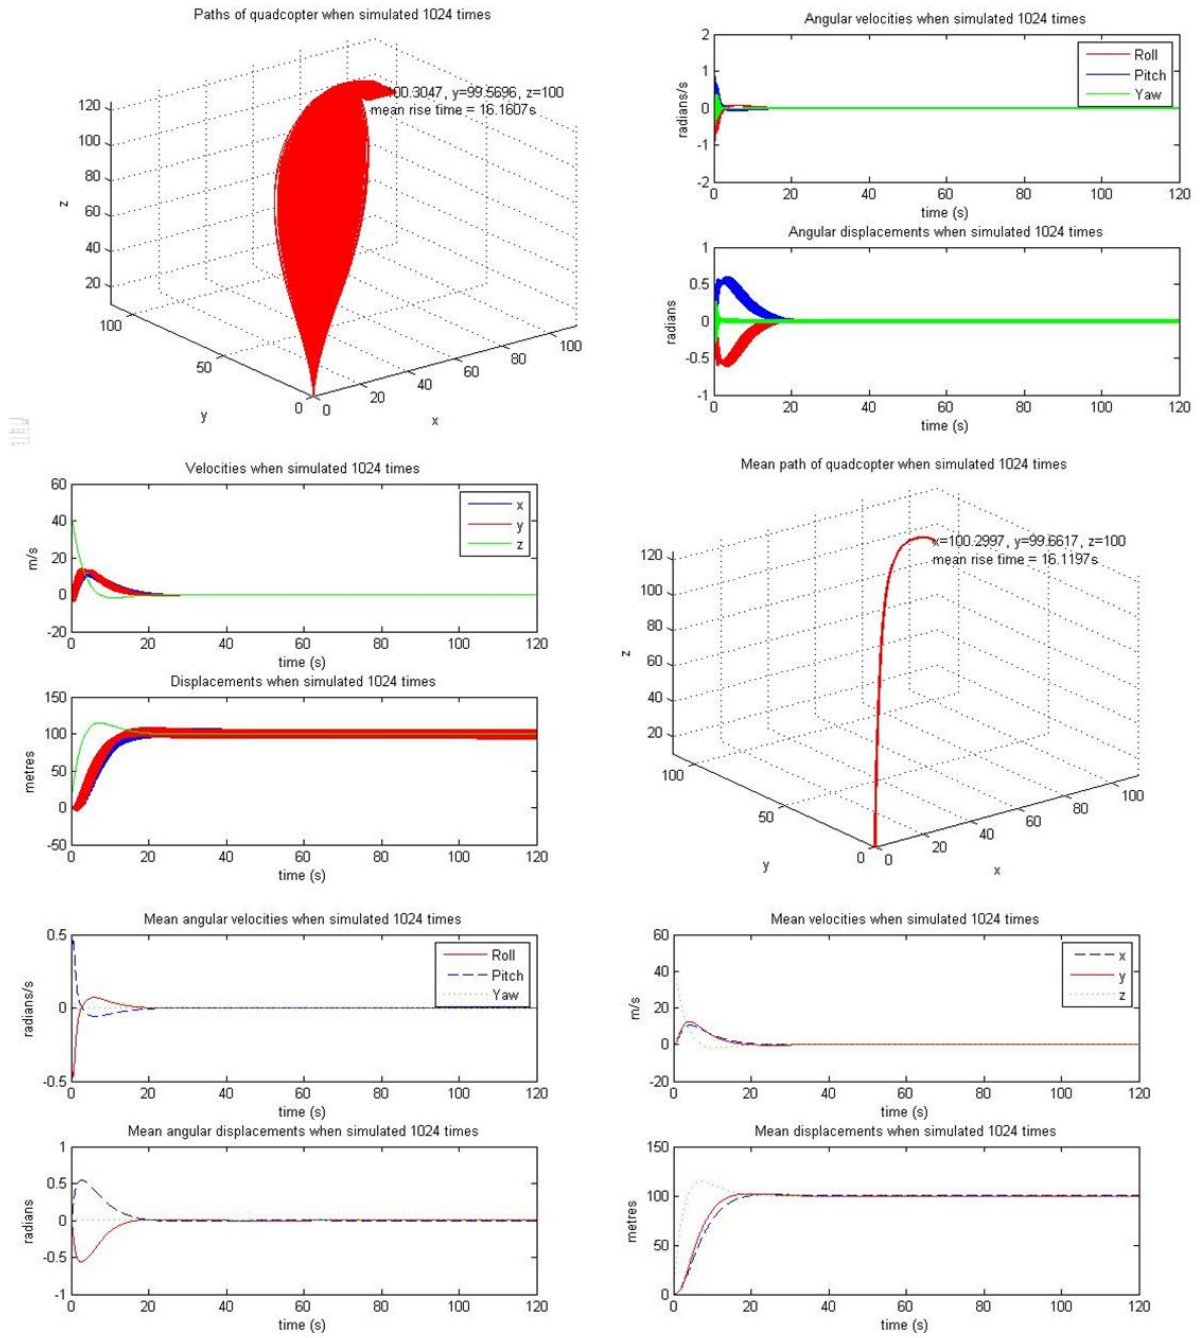 Paths of quadcopter when simulated 1024 times
100.3047, y=99.5696, z=100
mean rise time = 16.1607s
120
100
80
60
40
20
z
100
50
0
y
0
20
40
60
80
100
x
Angular velocities when simulated 1024 times
2
1
0
-1
-2
radians/s
Roll
Pitch
Yaw
0 20 40 60 80 100 120
time (s)
Angular displacements when simulated 1024 times
1
0.5
0
-0.5
-1
radians
0 20 40 60 80 100 120
time (s)
Velocities when simulated 1024 times
60
40
20
0
-20
m/s
x
y
z
0 20 40 60 80 100 120
time (s)
Displacements when simulated 1024 times
150
100
50
0
-50
metres
0 20 40 60 80 100 120
time (s)
Mean path of quadcopter when simulated 1024 times
x=100.2997, y=99.6617, z=100
mean rise time = 16.1197s
120
100
80
60
40
20
z
100
50
0
y
0
20
40
60
80
100
x
Mean angular velocities when simulated 1024 times
0.5
0
-0.5
radians/s
Roll
Pitch
Yaw
0 20 40 60 80 100 120
time (s)
Mean angular displacements when simulated 1024 times
1
0.5
0
-0.5
-1
radians
0 20 40 60 80 100 120
time (s)
Mean velocities when simulated 1024 times
60
40
20
0
-20
m/s
x
y
z
0 20 40 60 80 100 120
time (s)
Mean displacements when simulated 1024 times
150
100
50
0
metres
0 20 40 60 80 100 120
time (s)